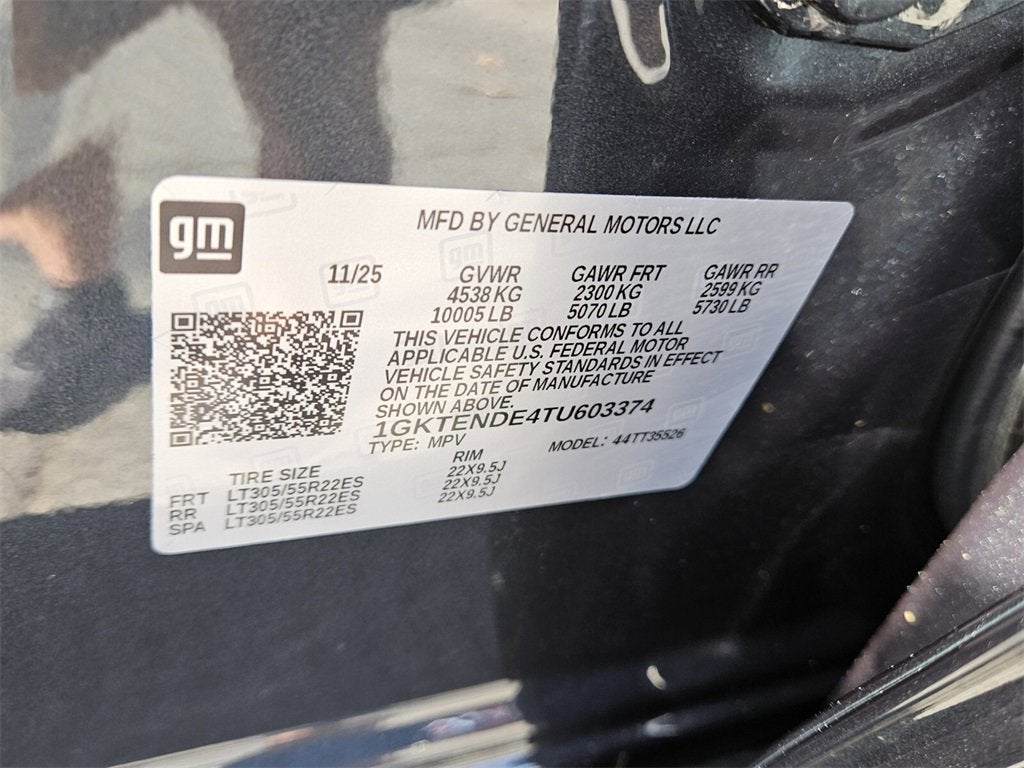 gm
MFD BY GENERAL MOTORS LLC
11/25 GVWR GAWR FRT GAWR RR
4538 KG 2300 KG 2599 KG
10005 LB 5070 LB 5730 LB
THIS VEHICLE CONFORMS TO ALL
APPLICABLE U.S. FEDERAL MOTOR
VEHICLE SAFETY STANDARDS IN EFFECT
ON THE DATE OF MANUFACTURE
SHOWN ABOVE.
1GKTENDE4TU603374
TYPE: MPV MODEL: 44TT35526
TIRE SIZE RIM
FRT LT305/55R22ES 22X9.5J
RR LT305/55R22ES 22X9.5J
SPA LT305/55R22ES 22X9.5J